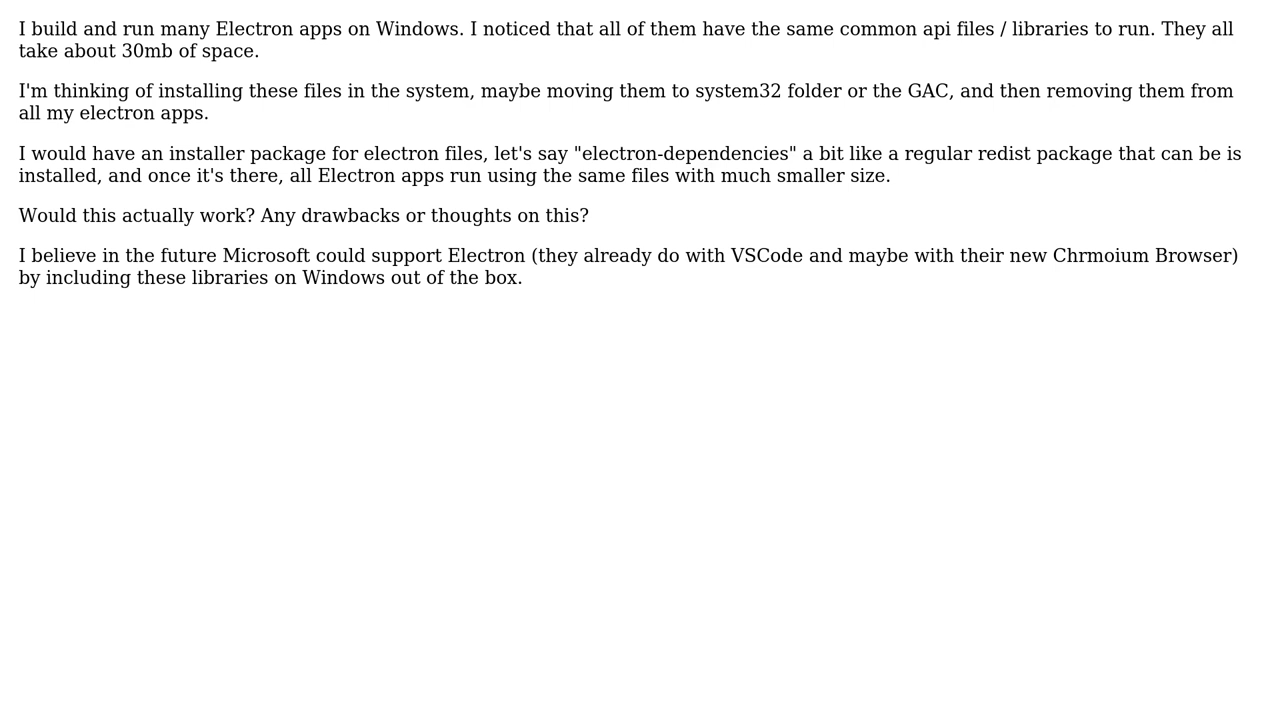 I build and run many Electron apps on Windows. I noticed that all of them have the same common api files / libraries to run. They all
take about 30mb of space.
I'm thinking of installing these files in the system, maybe moving them to system32 folder or the GAC, and then removing them from
all my electron apps.
I would have an installer package for electron files, let's say "electron-dependencies" a bit like a regular redist package that can be is
installed, and once it's there, all Electron apps run using the same files with much smaller size.
Would this actually work? Any drawbacks or thoughts on this?
I believe in the future Microsoft could support Electron (they already do with VSCode and maybe with their new Chrmoium Browser)
by including these libraries on Windows out of the box.